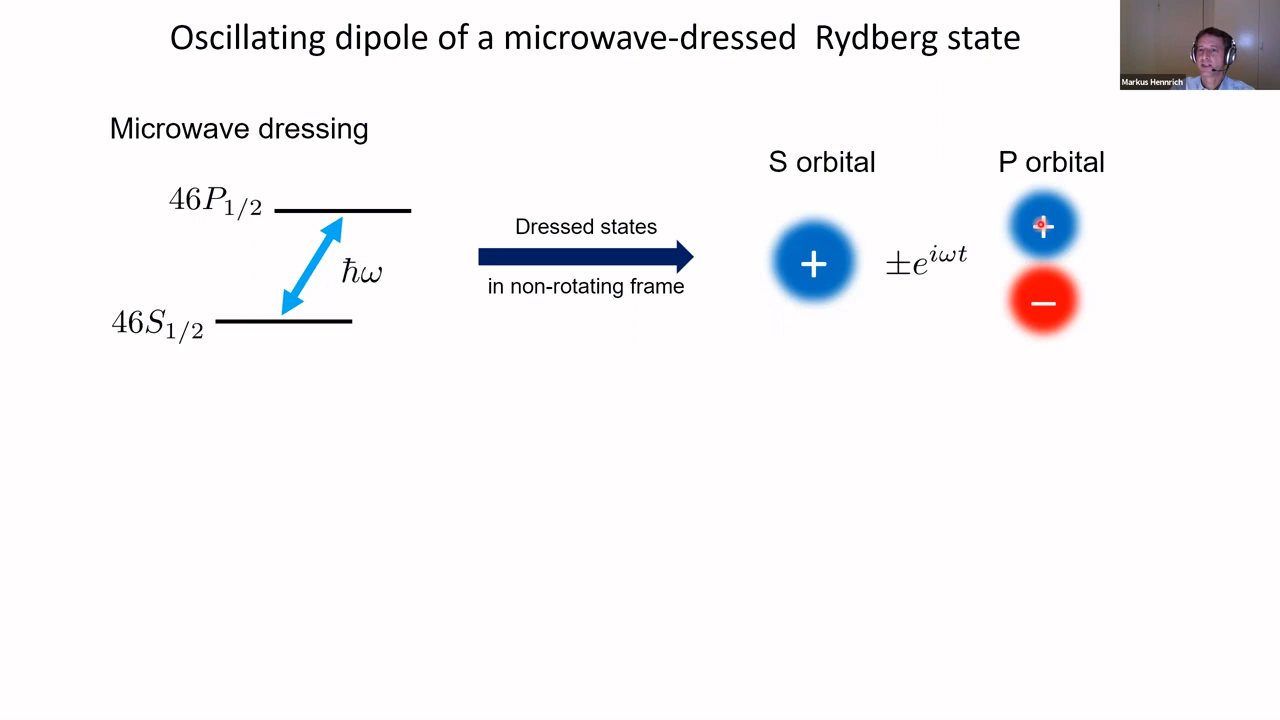 Oscillating dipole of a microwave-dressed Rydberg state
Markus Hennrich
Microwave dressing
46P_{1/2}
ħω
46S_{1/2}
Dressed states
in non-rotating frame
S orbital
P orbital
+
±e^{iωt}
+
−